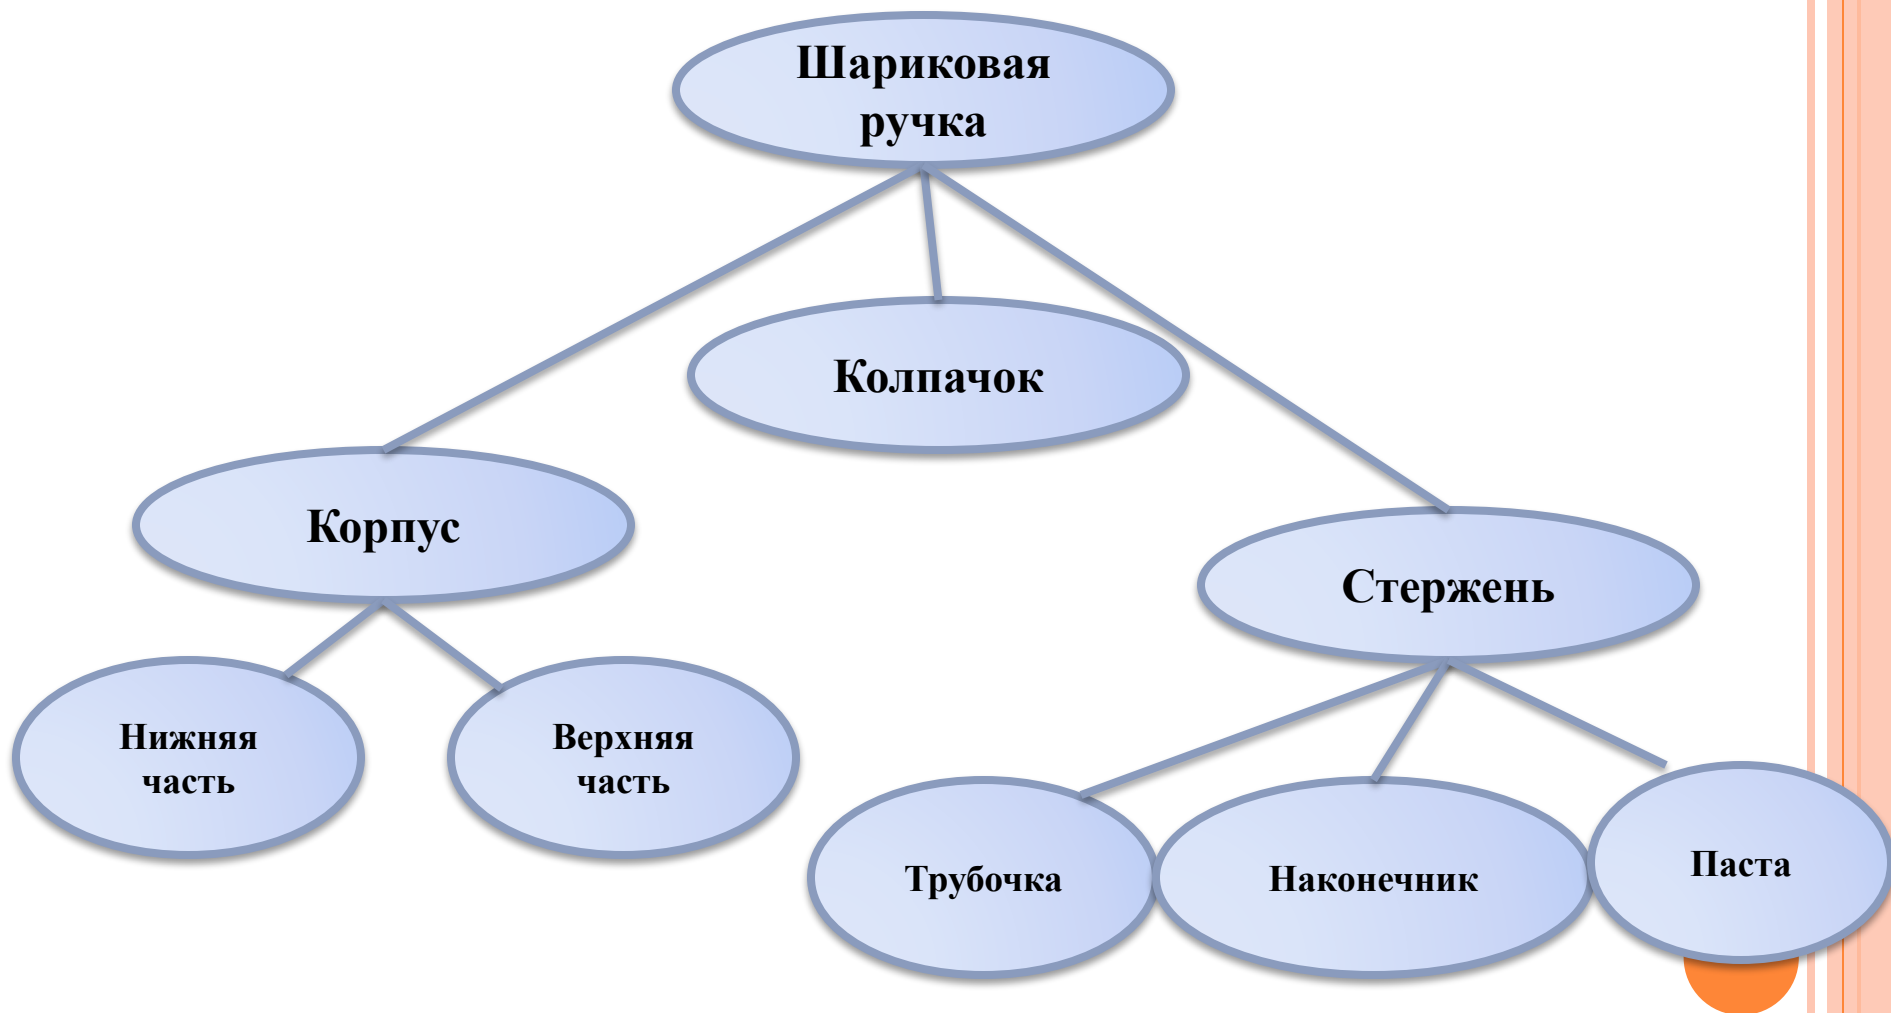 Шариковая
ручка
Колпачок
Корпус
Стержень
Нижняя
часть
Верхняя
часть
Трубочка
Наконечник
Паста